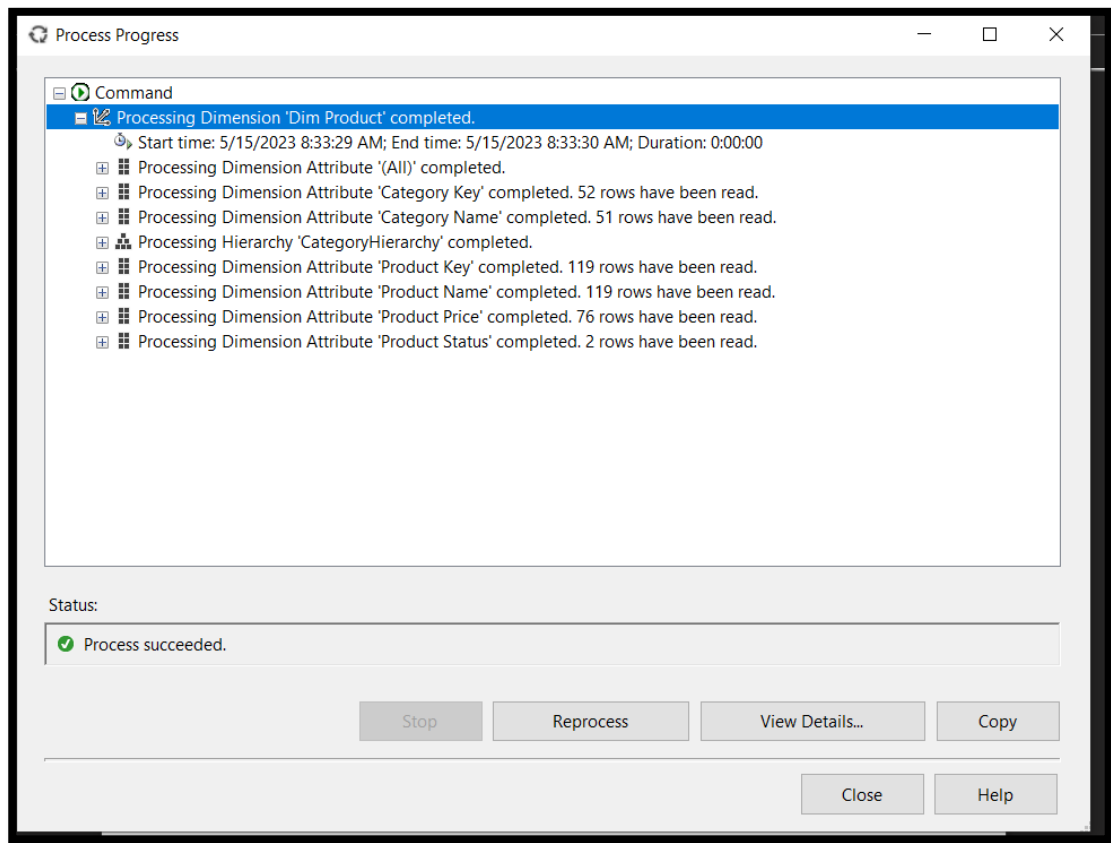 Process Progress
Command
Processing Dimension 'Dim Product' completed.
Start time: 5/15/2023 8:33:29 AM; End time: 5/15/2023 8:33:30 AM; Duration: 0:00:00
Processing Dimension Attribute '(All)' completed.
Processing Dimension Attribute 'Category Key' completed. 52 rows have been read.
Processing Dimension Attribute 'Category Name' completed. 51 rows have been read.
Processing Hierarchy 'CategoryHierarchy' completed.
Processing Dimension Attribute 'Product Key' completed. 119 rows have been read.
Processing Dimension Attribute 'Product Name' completed. 119 rows have been read.
Processing Dimension Attribute 'Product Price' completed. 76 rows have been read.
Processing Dimension Attribute 'Product Status' completed. 2 rows have been read.
Status:
Process succeeded.
Stop Reprocess View Details... Copy
Close Help